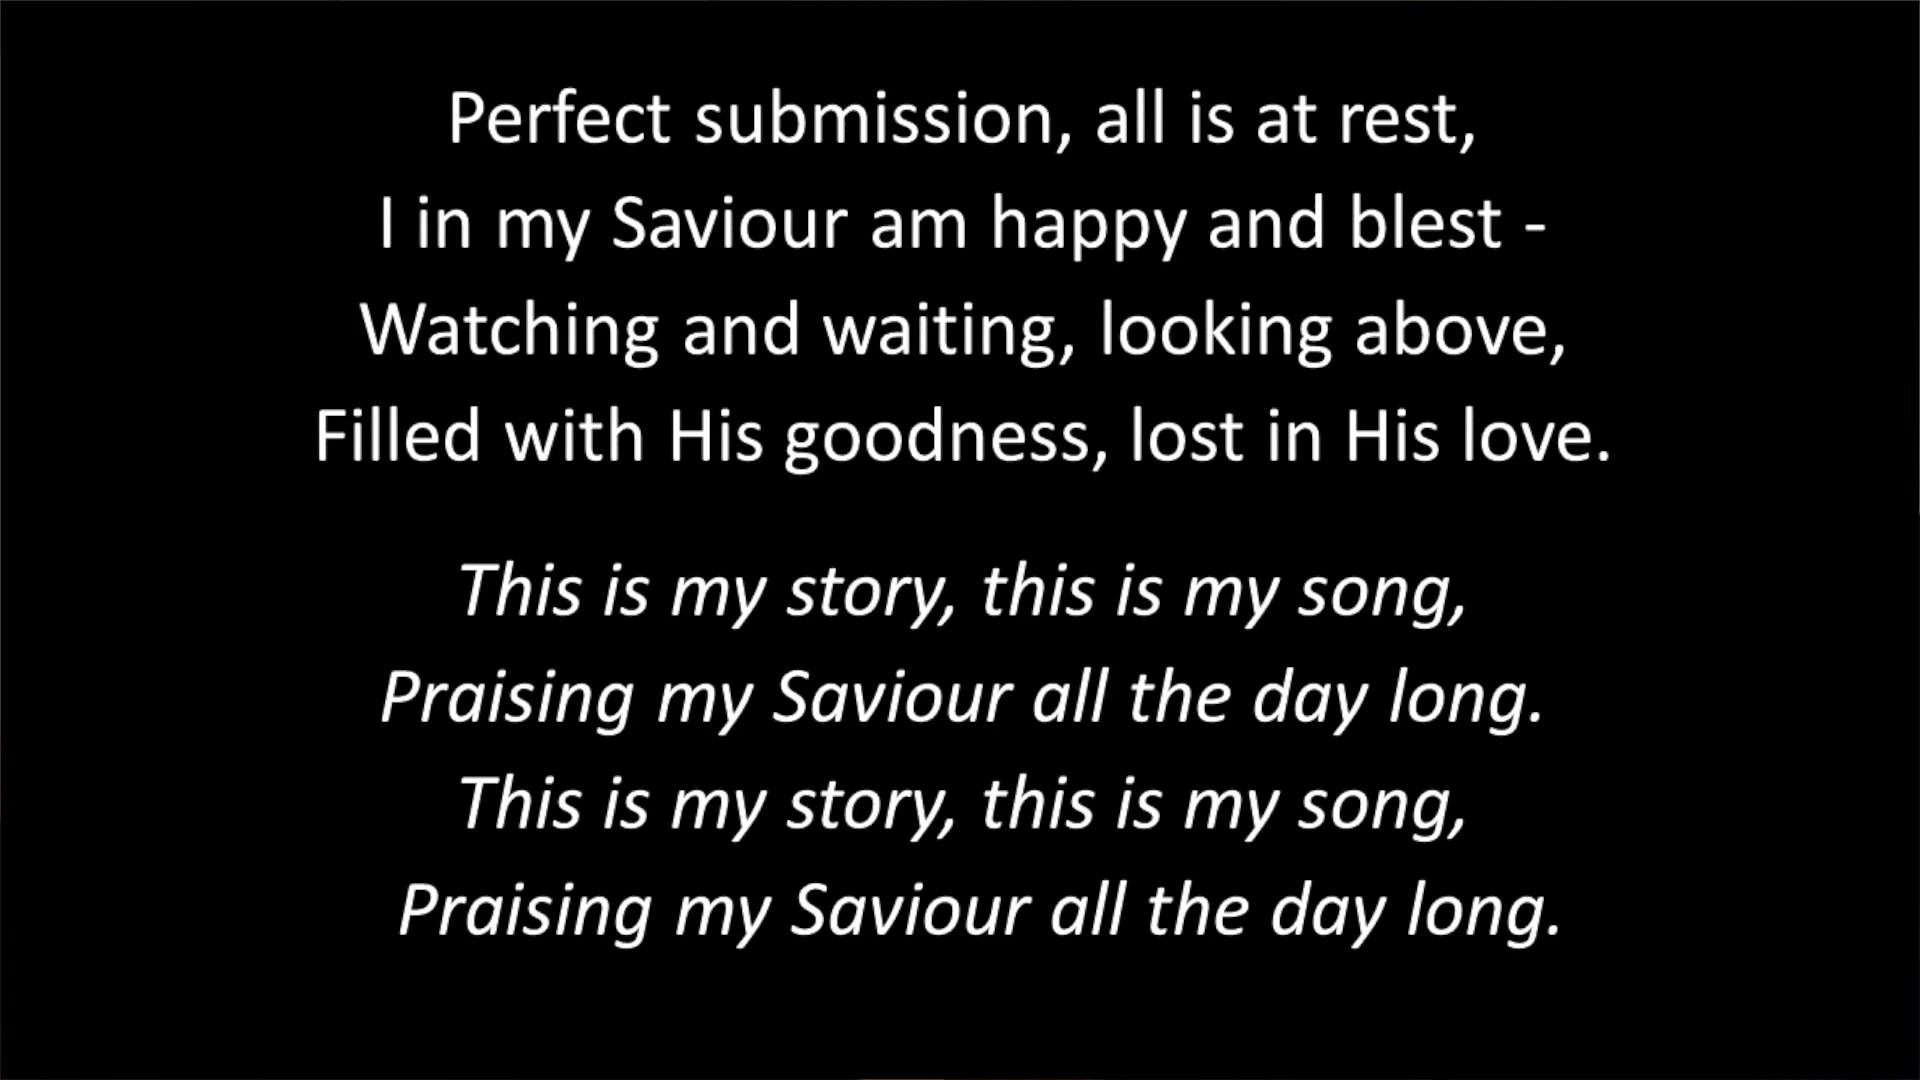 Perfect submission, all is at rest,
I in my Saviour am happy and blest -
Watching and waiting, looking above,
Filled with His goodness, lost in His love.
This is my story, this is my song,
Praising my Saviour all the day long.
This is my story, this is my song,
Praising my Saviour all the day long.